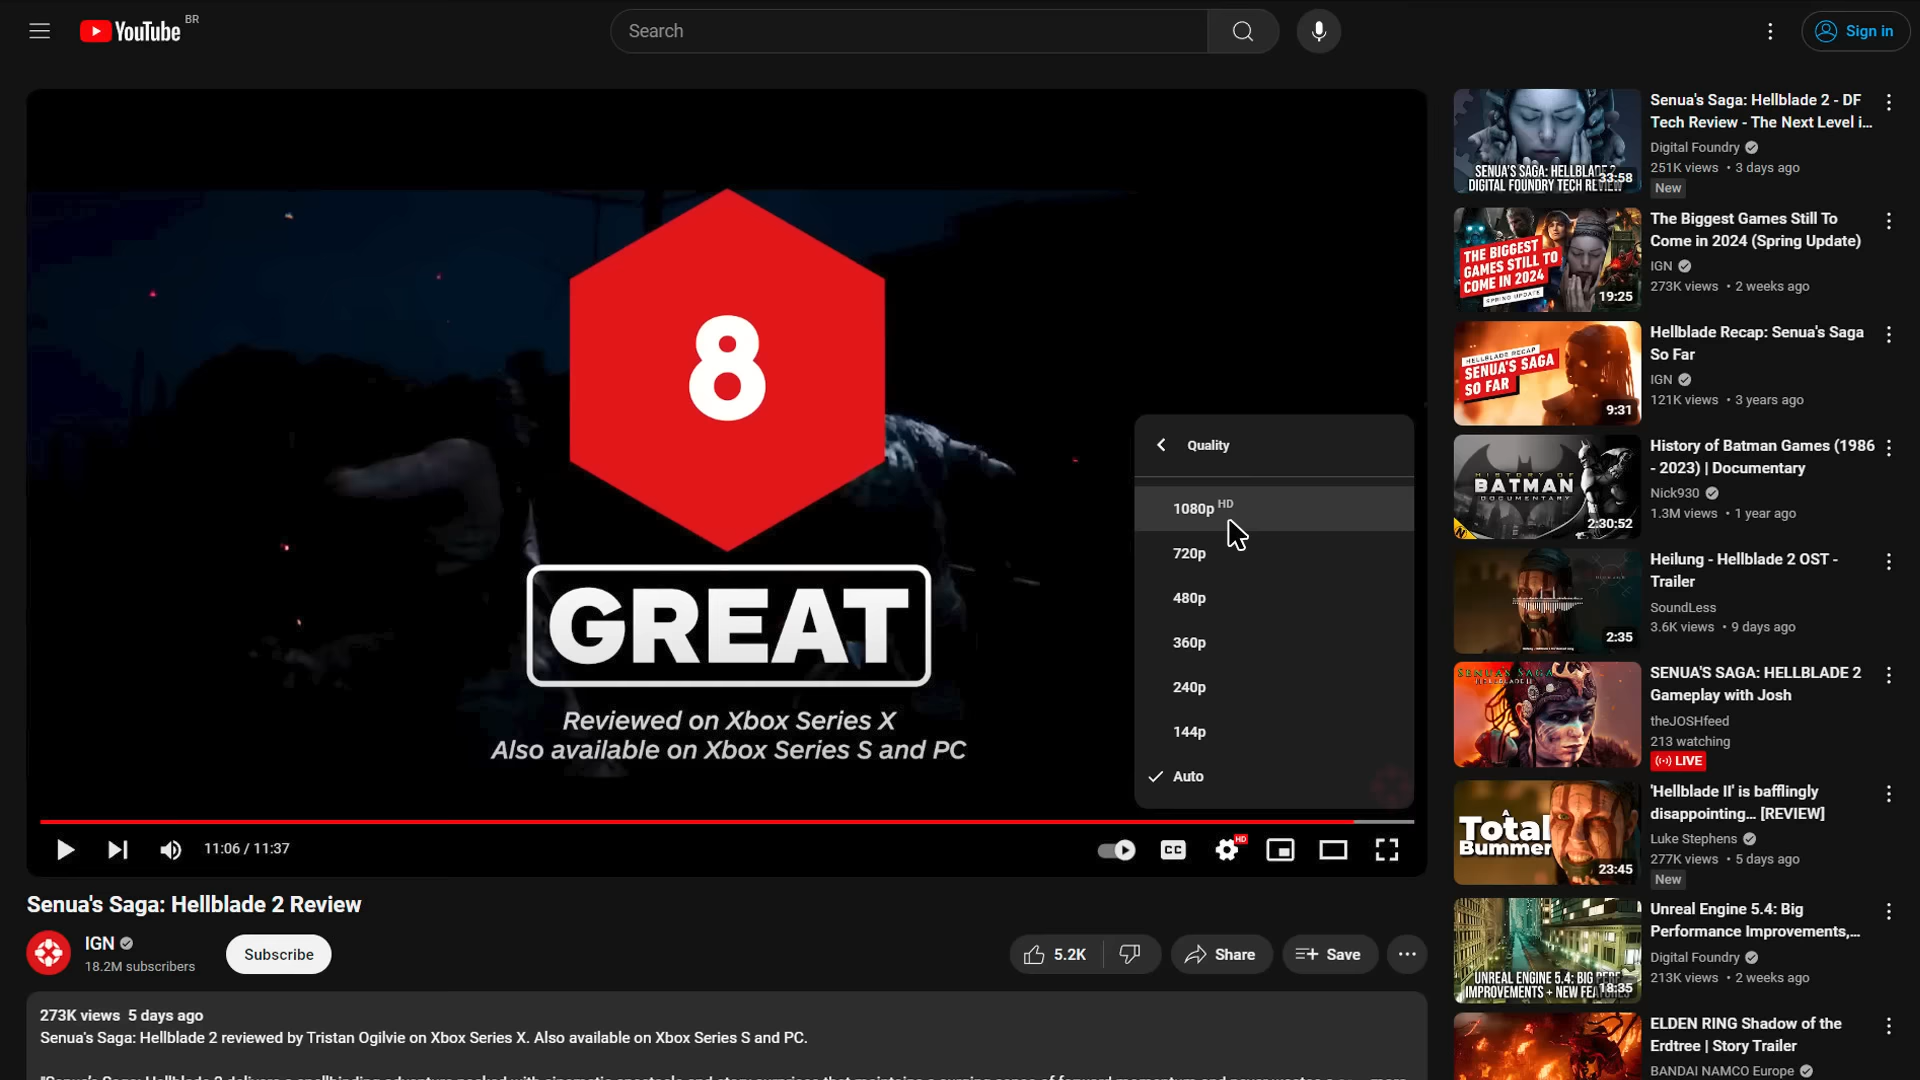 YouTube BR
Search
Sign in
8
GREAT
Reviewed on Xbox Series X
Also available on Xbox Series S and PC
Quality
1080p HD
720p
480p
360p
240p
144p
Auto
11:06 / 11:37
CC
HD
Senua's Saga: Hellblade 2 Review
IGN
18.2M subscribers
Subscribe
5.2K
Share
Save
273K views 5 days ago
Senua's Saga: Hellblade 2 reviewed by Tristan Ogilvie on Xbox Series X. Also available on Xbox Series S and PC.
SENUA'S SAGA: HELLBLADE 2
DIGITAL FOUNDRY TECH REVIEW
33:58
Senua's Saga: Hellblade 2 - DF
Tech Review - The Next Level i...
Digital Foundry
251K views • 3 days ago
New
THE BIGGEST
GAMES STILL TO
COME IN 2024
SPRING UPDATE
19:25
The Biggest Games Still To
Come in 2024 (Spring Update)
IGN
273K views • 2 weeks ago
HELLBLADE RECAP
SENUA'S SAGA
SO FAR
9:31
Hellblade Recap: Senua's Saga
So Far
IGN
121K views • 3 years ago
HISTORY OF
BATMAN
DOCUMENTARY
2:30:52
History of Batman Games (1986
- 2023) | Documentary
Nick930
1.3M views • 1 year ago
2:35
Heilung - Hellblade 2 OST -
Trailer
SoundLess
3.6K views • 9 days ago
SENUA'S SAGA
HELLBLADE II
SENUA'S SAGA: HELLBLADE 2
Gameplay with Josh
theJOSHfeed
213 watching
LIVE
A
Total
Bummer
23:45
'Hellblade II' is bafflingly
disappointing... [REVIEW]
Luke Stephens
277K views • 5 days ago
New
UNREAL ENGINE 5.4: BIG PERF
IMPROVEMENTS + NEW FEATURES
18:35
Unreal Engine 5.4: Big
Performance Improvements,...
Digital Foundry
213K views • 2 weeks ago
ELDEN RING Shadow of the
Erdtree | Story Trailer
BANDAI NAMCO Europe